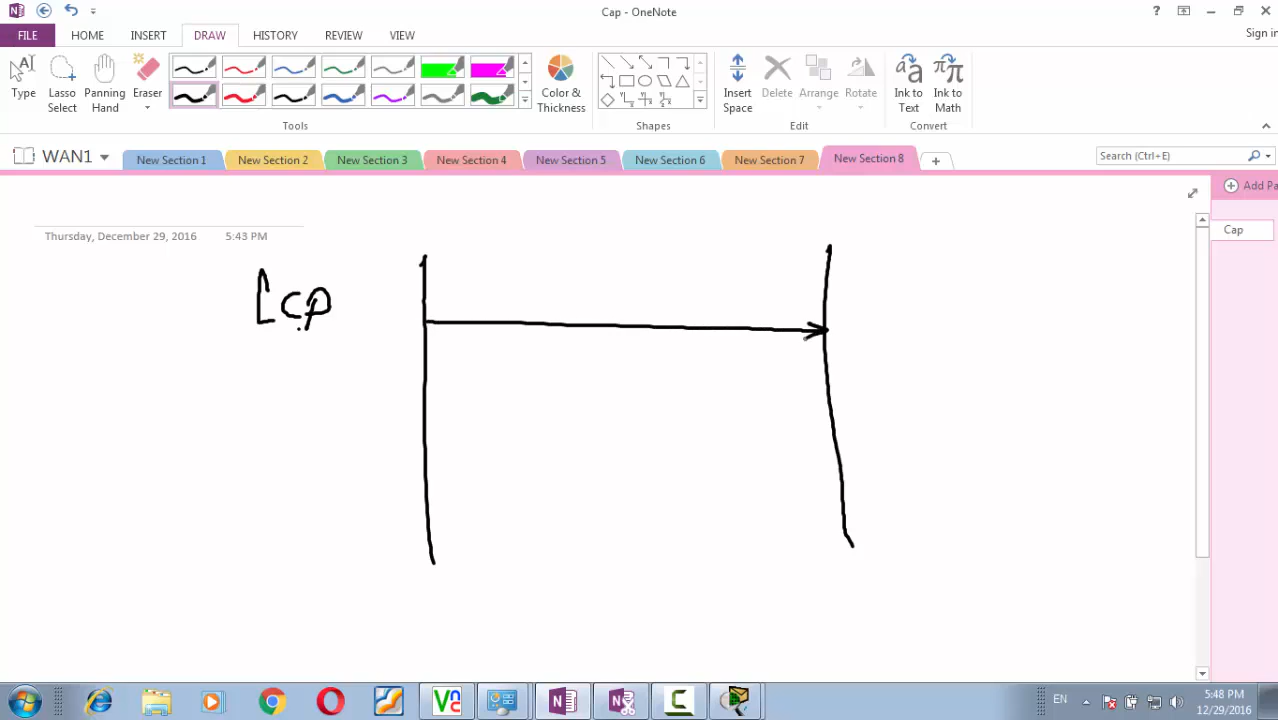 Cap - OneNote
Sign in
FILE HOME INSERT DRAW HISTORY REVIEW VIEW
Type
Lasso Select
Panning Hand
Eraser
Color & Thickness
Insert Space
Delete
Arrange
Rotate
Ink to Text
Ink to Math
Tools
Shapes
Edit
Convert
WAN1
New Section 1
New Section 2
New Section 3
New Section 4
New Section 5
New Section 6
New Section 7
New Section 8
Search (Ctrl+E)
Add Pa
Cap
Thursday, December 29, 2016 5:43 PM
LCP
EN
5:48 PM
12/29/2016